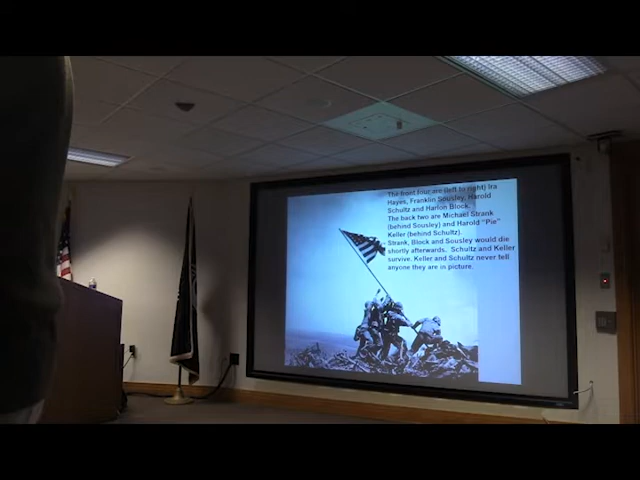 The front four are (left to right) Ira
Hayes, Franklin Sousley, Harold
Schultz and Harlon Block.
The back two are Michael Strank
(behind Sousley) and Harold "Pie"
Keller (behind Schultz).
Strank, Block and Sousley would die
shortly afterwards. Schultz and Keller
survive. Keller and Schultz never tell
anyone they are in picture.